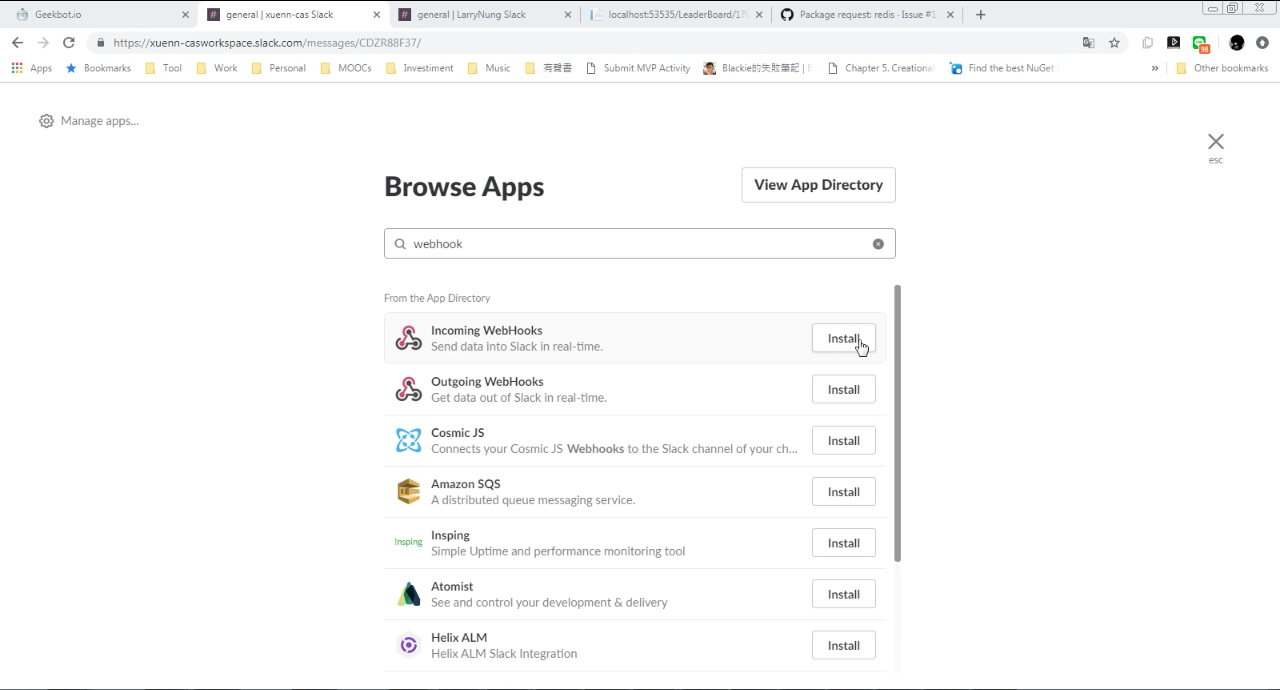 Geekbot.io
general | xuenn-cas Slack
general | LarryNung Slack
localhost:53535/LeaderBoard/17
Package request: redis · Issue #1
https://xuenn-casworkspace.slack.com/messages/CDZR88F37/
98
Apps
Bookmarks
Tool
Work
Personal
MOOCs
Investiment
Music
有聲書
Submit MVP Activity
Blackie的失敗筆記 | E
Chapter 5. Creationa
Find the best NuGet
»
Other bookmarks
Manage apps...
esc
Browse Apps
View App Directory
webhook
From the App Directory
Incoming WebHooks
Send data into Slack in real-time.
Install
Outgoing WebHooks
Get data out of Slack in real-time.
Install
Cosmic JS
Connects your Cosmic JS Webhooks to the Slack channel of your ch...
Install
Amazon SQS
A distributed queue messaging service.
Install
Insping
Insping
Simple Uptime and performance monitoring tool
Install
Atomist
See and control your development & delivery
Install
Helix ALM
Helix ALM Slack Integration
Install